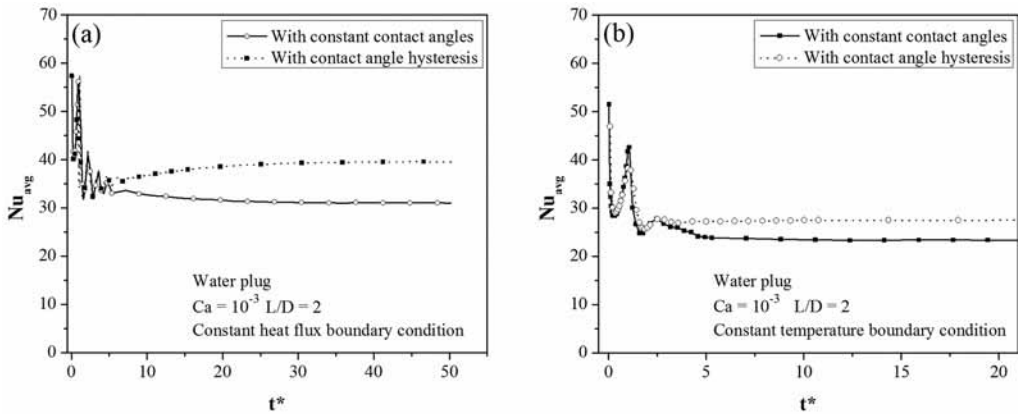 (a)
With constant contact angles
With contact angle hysteresis
70
60
50
40
30
20
10
0
Nu_avg
Water plug
Ca = 10⁻³ L/D = 2
Constant heat flux boundary condition
0 10 20 30 40 50
t*
(b)
With constant contact angles
With contact angle hysteresis
70
60
50
40
30
20
10
0
Nu_avg
Water plug
Ca = 10⁻³ L/D = 2
Constant temperature boundary condition
0 5 10 15 20
t*